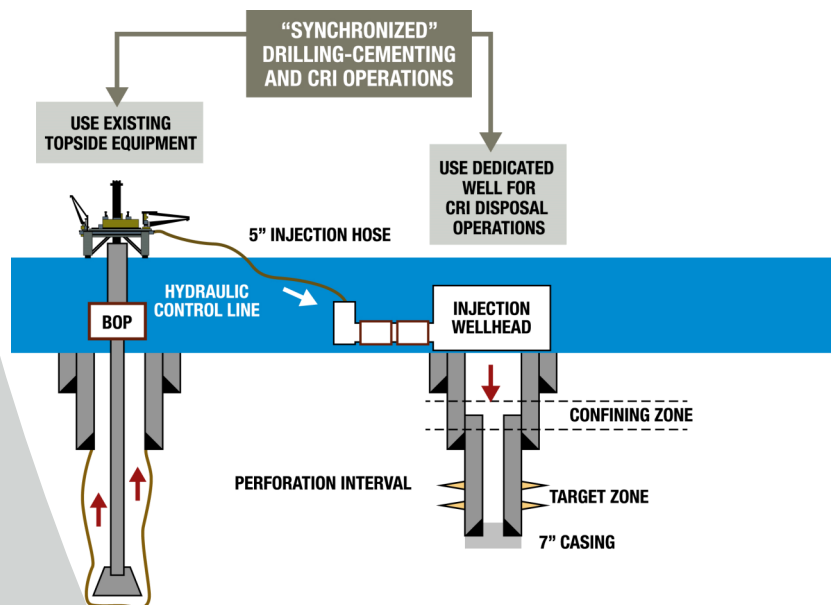 “SYNCHRONIZED”
DRILLING-CEMENTING
AND CRI OPERATIONS
USE EXISTING
TOPSIDE EQUIPMENT
USE DEDICATED
WELL FOR
CRI DISPOSAL
OPERATIONS
5” INJECTION HOSE
HYDRAULIC
CONTROL LINE
BOP
INJECTION
WELLHEAD
CONFINING ZONE
PERFORATION INTERVAL
TARGET ZONE
7” CASING